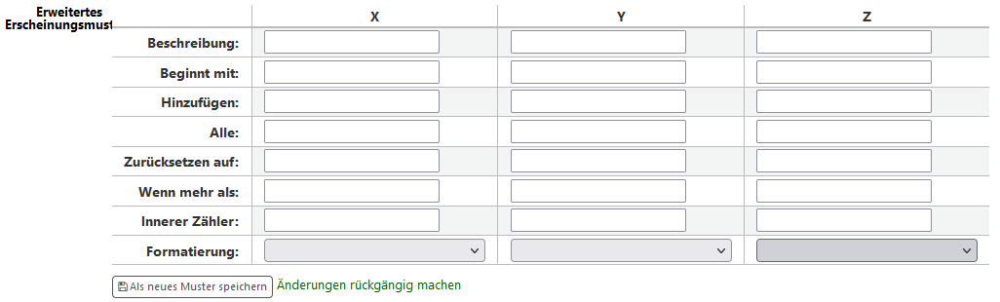 Erweitertes
Erscheinungsmust
X Y Z
Beschreibung:
Beginnt mit:
Hinzufügen:
Alle:
Zurücksetzen auf:
Wenn mehr als:
Innerer Zähler:
Formatierung:
Als neues Muster speichern Änderungen rückgängig machen